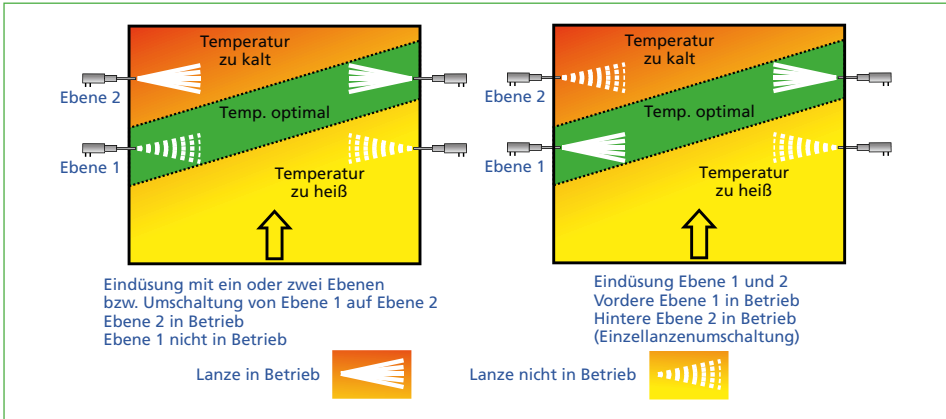 Temperatur
zu kalt
Ebene 2
Temp. optimal
Ebene 1
Temperatur
zu heiß
Eindüsung mit ein oder zwei Ebenen
bzw. Umschaltung von Ebene 1 auf Ebene 2
Ebene 2 in Betrieb
Ebene 1 nicht in Betrieb
Temperatur
zu kalt
Ebene 2
Temp. optimal
Ebene 1
Temperatur
zu heiß
Eindüsung Ebene 1 und 2
Vordere Ebene 1 in Betrieb
Hintere Ebene 2 in Betrieb
(Einzellanzenumschaltung)
Lanze in Betrieb
Lanze nicht in Betrieb